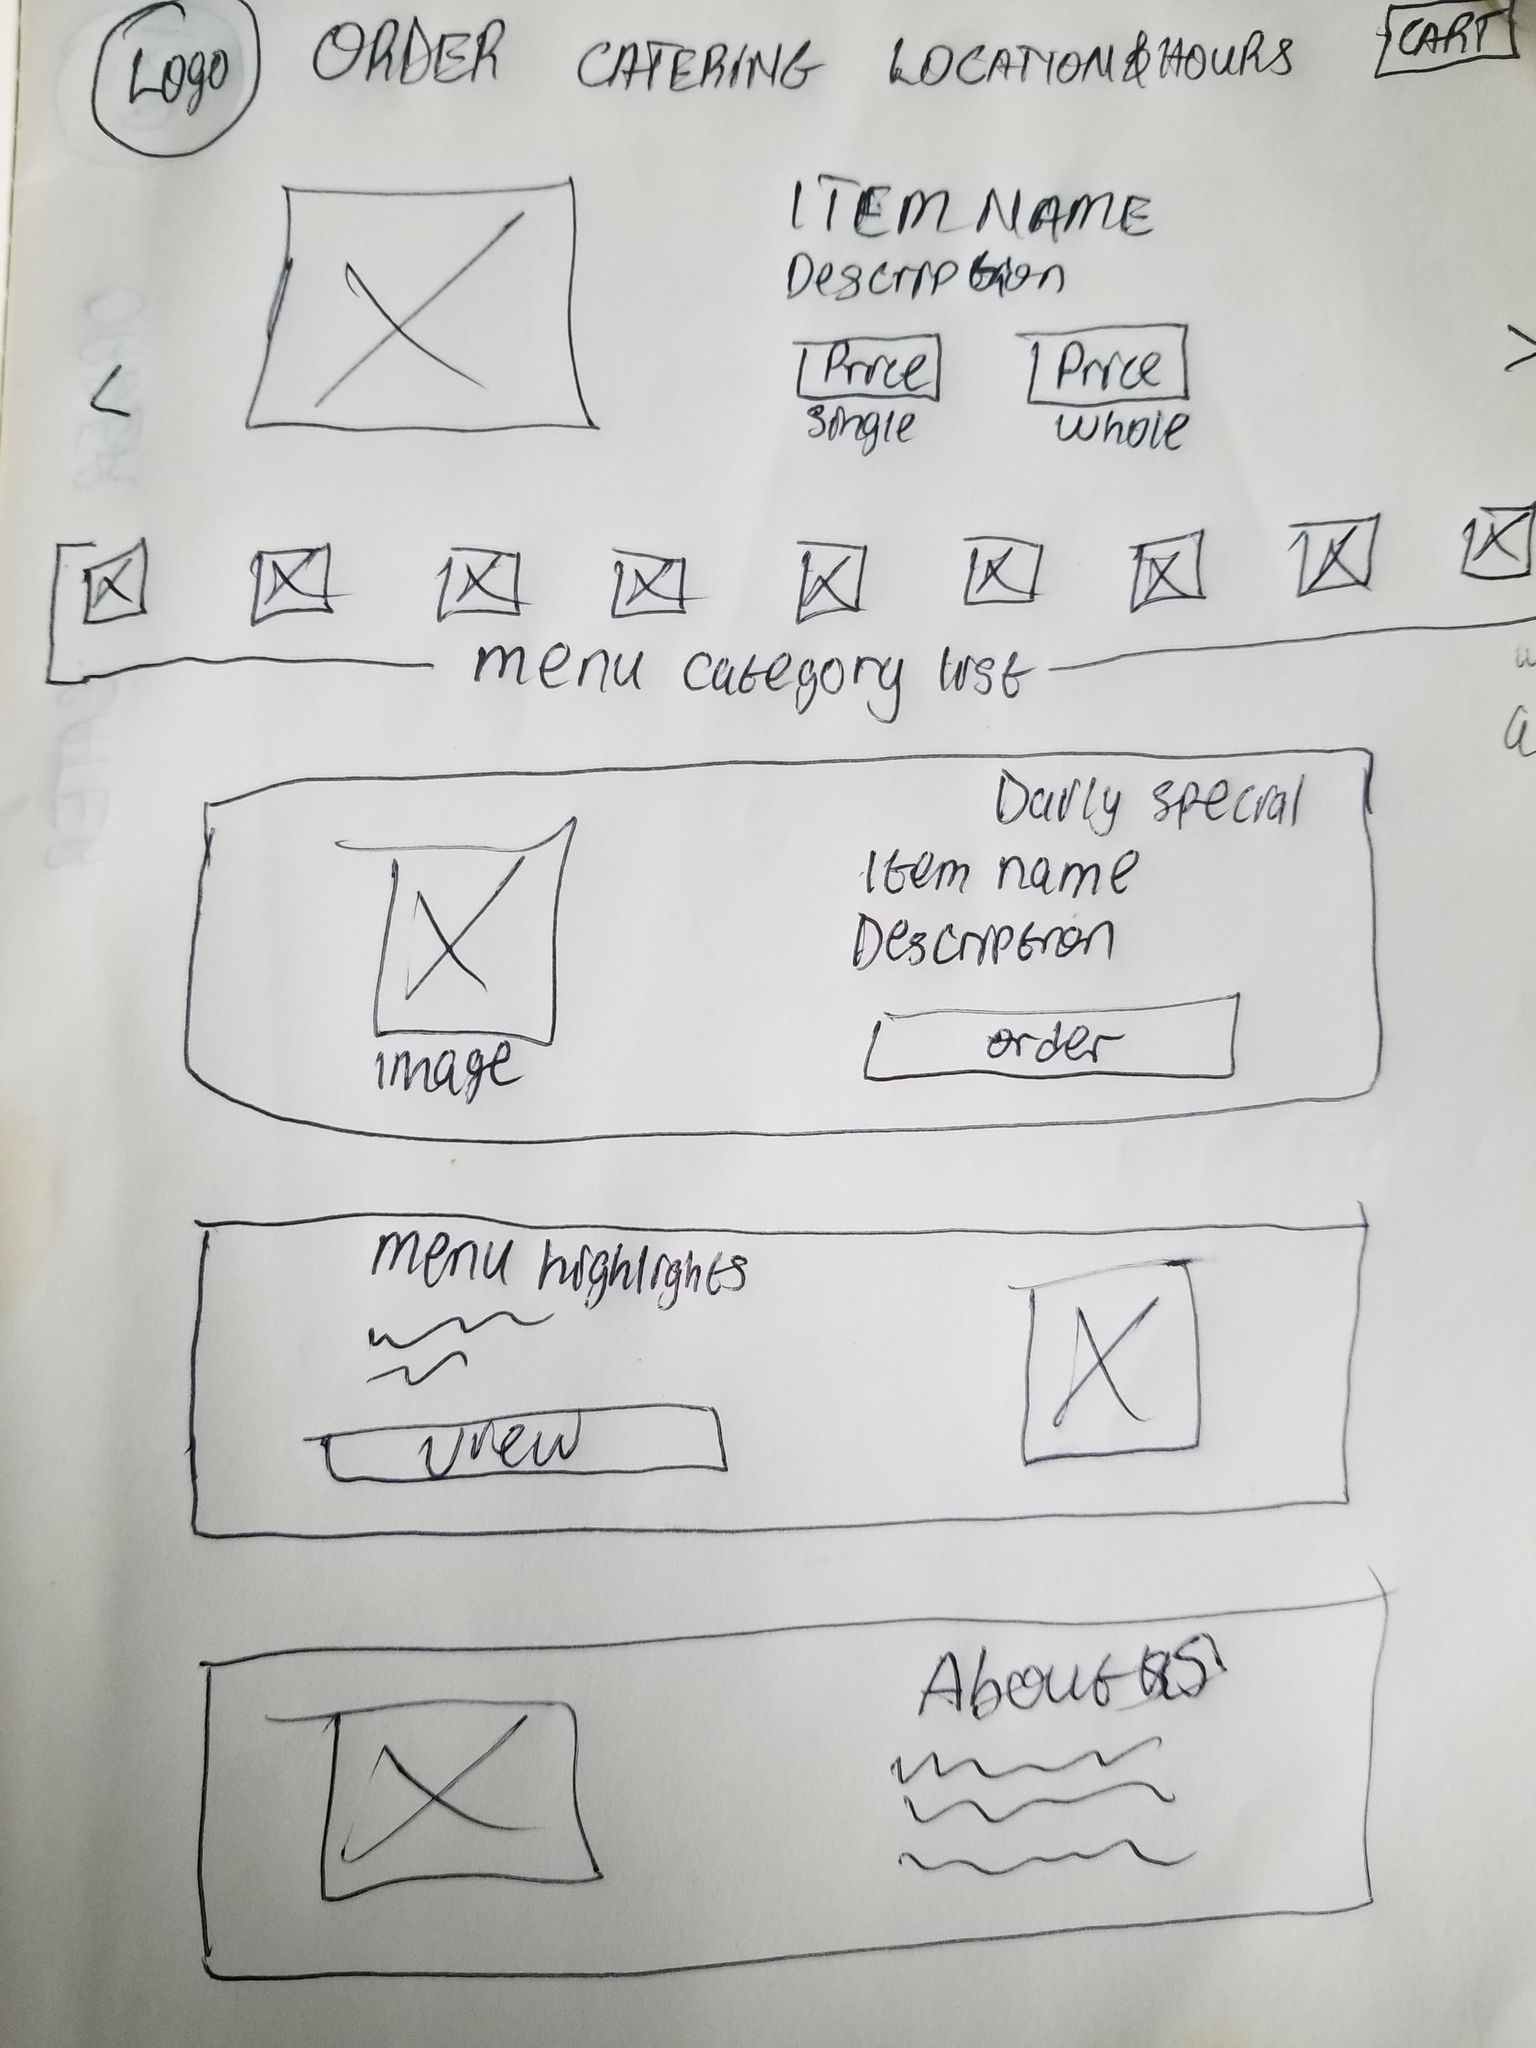 Logo ORDER CATERING LOCATION & HOURS CART
ITEM NAME
Description
< >
Price Price
single whole
menu category list
Daily special
Item name
Description
image
order
menu highlights
view
About us